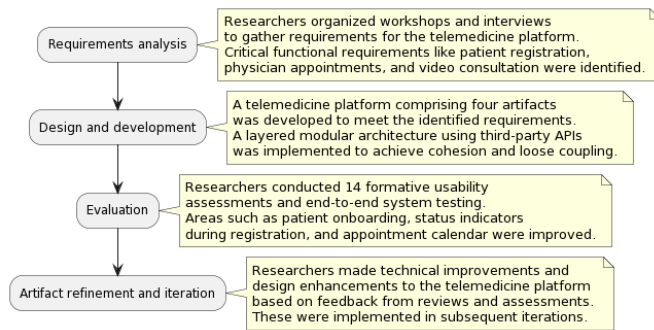 Requirements analysis
Researchers organized workshops and interviews
to gather requirements for the telemedicine platform.
Critical functional requirements like patient registration,
physician appointments, and video consultation were identified.
Design and development
A telemedicine platform comprising four artifacts
was developed to meet the identified requirements.
A layered modular architecture using third-party APIs
was implemented to achieve cohesion and loose coupling.
Evaluation
Researchers conducted 14 formative usability
assessments and end-to-end system testing.
Areas such as patient onboarding, status indicators
during registration, and appointment calendar were improved.
Artifact refinement and iteration
Researchers made technical improvements and
design enhancements to the telemedicine platform
based on feedback from reviews and assessments.
These were implemented in subsequent iterations.